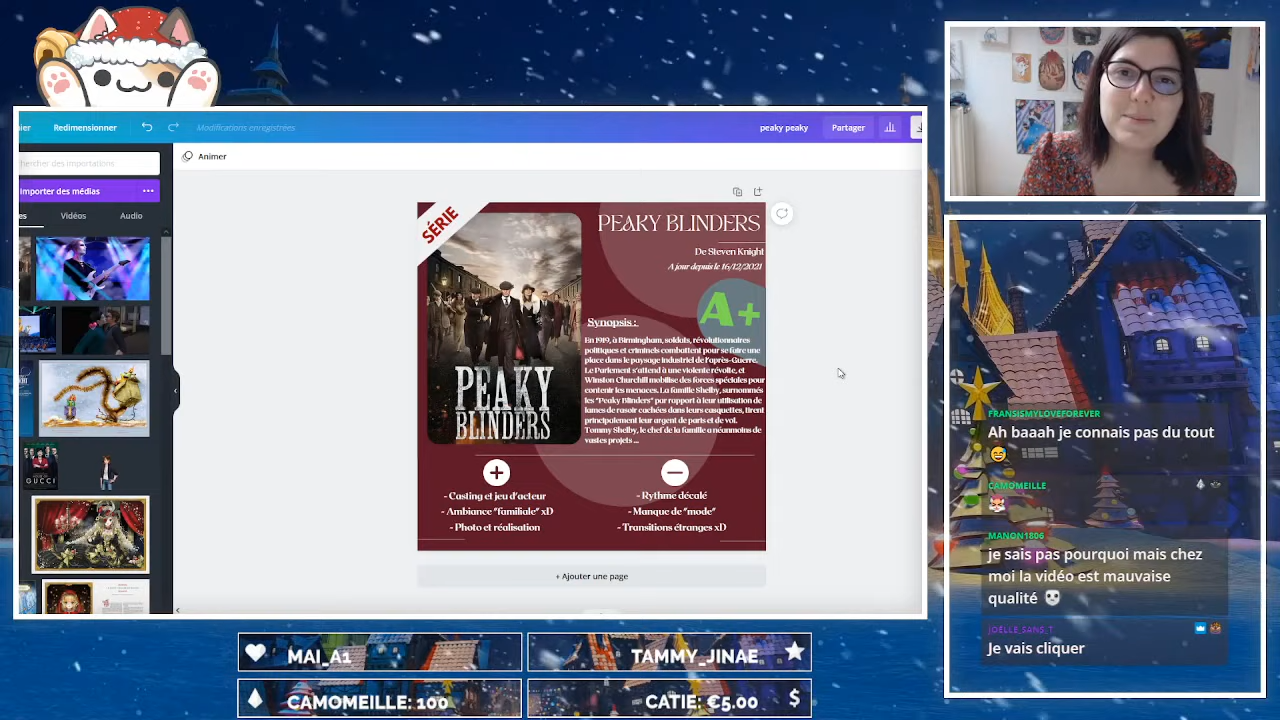 Redimensionner
Modifications enregistrées
peaky peaky
Partager
Animer
importer des médias
Vidéos
Audio
SÉRIE
PEAKY BLINDERS
De Steven Knight
A jour depuis le 16/12/2021
A+
Synopsis :
En 1919, à Birmingham, soldats, révolutionnaires
politiques et criminels combattent pour se faire une
place dans le paysage industriel de l'après-Guerre.
Le Parlement s'attend à une violente révolte, et
Winston Churchill mobilise des forces spéciales pour
contenir les menaces. La famille Shelby, surnommés
les "Peaky Blinders" par rapport à leur utilisation de
lames de rasoir cachées dans leurs casquettes, tirent
principalement leur argent de paris et de vol.
Tommy Shelby, le chef de la famille a néanmoins de
vastes projets ...
PEAKY
BLINDERS
GUCCI
- Casting et jeu d'acteur
- Ambiance "familiale" xD
- Photo et réalisation
- Rythme décalé
- Manque de "mode"
- Transitions étranges xD
+ Ajouter une page
FRANSISMYLOVEFOREVER
Ah baaah je connais pas du tout
CAMOMEILLE
MANON1806
je sais pas pourquoi mais chez
moi la vidéo est mauvaise
qualité
JOËLLE_SANS_T
Je vais cliquer
MAI_A1
TAMMY_JINAE
CAMOMEILLE: 100
CATIE: €5.00
$